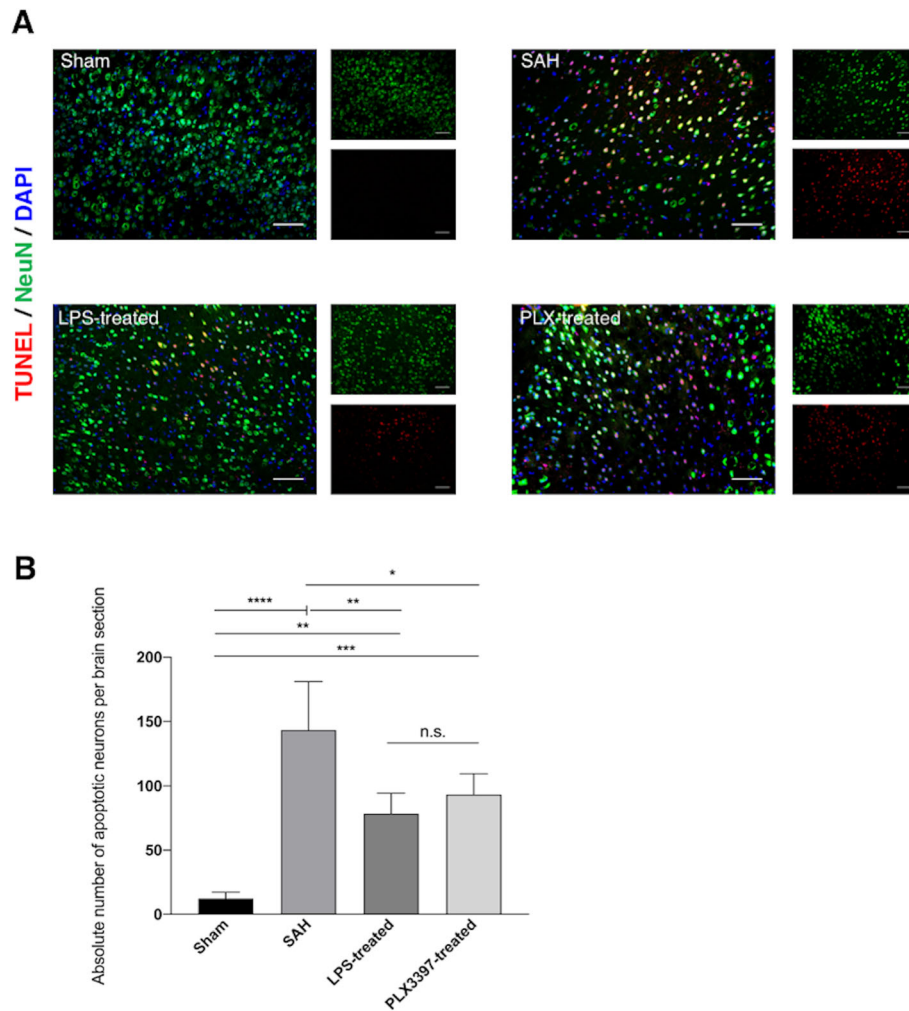 A
TUNEL / NeuN / DAPI
Sham
SAH
LPS-treated
PLX-treated
B
*
**** **
**
***
n.s.
Absolute number of apoptotic neurons per brain section
200
150
100
50
0
Sham
SAH
LPS-treated
PLX3397-treated